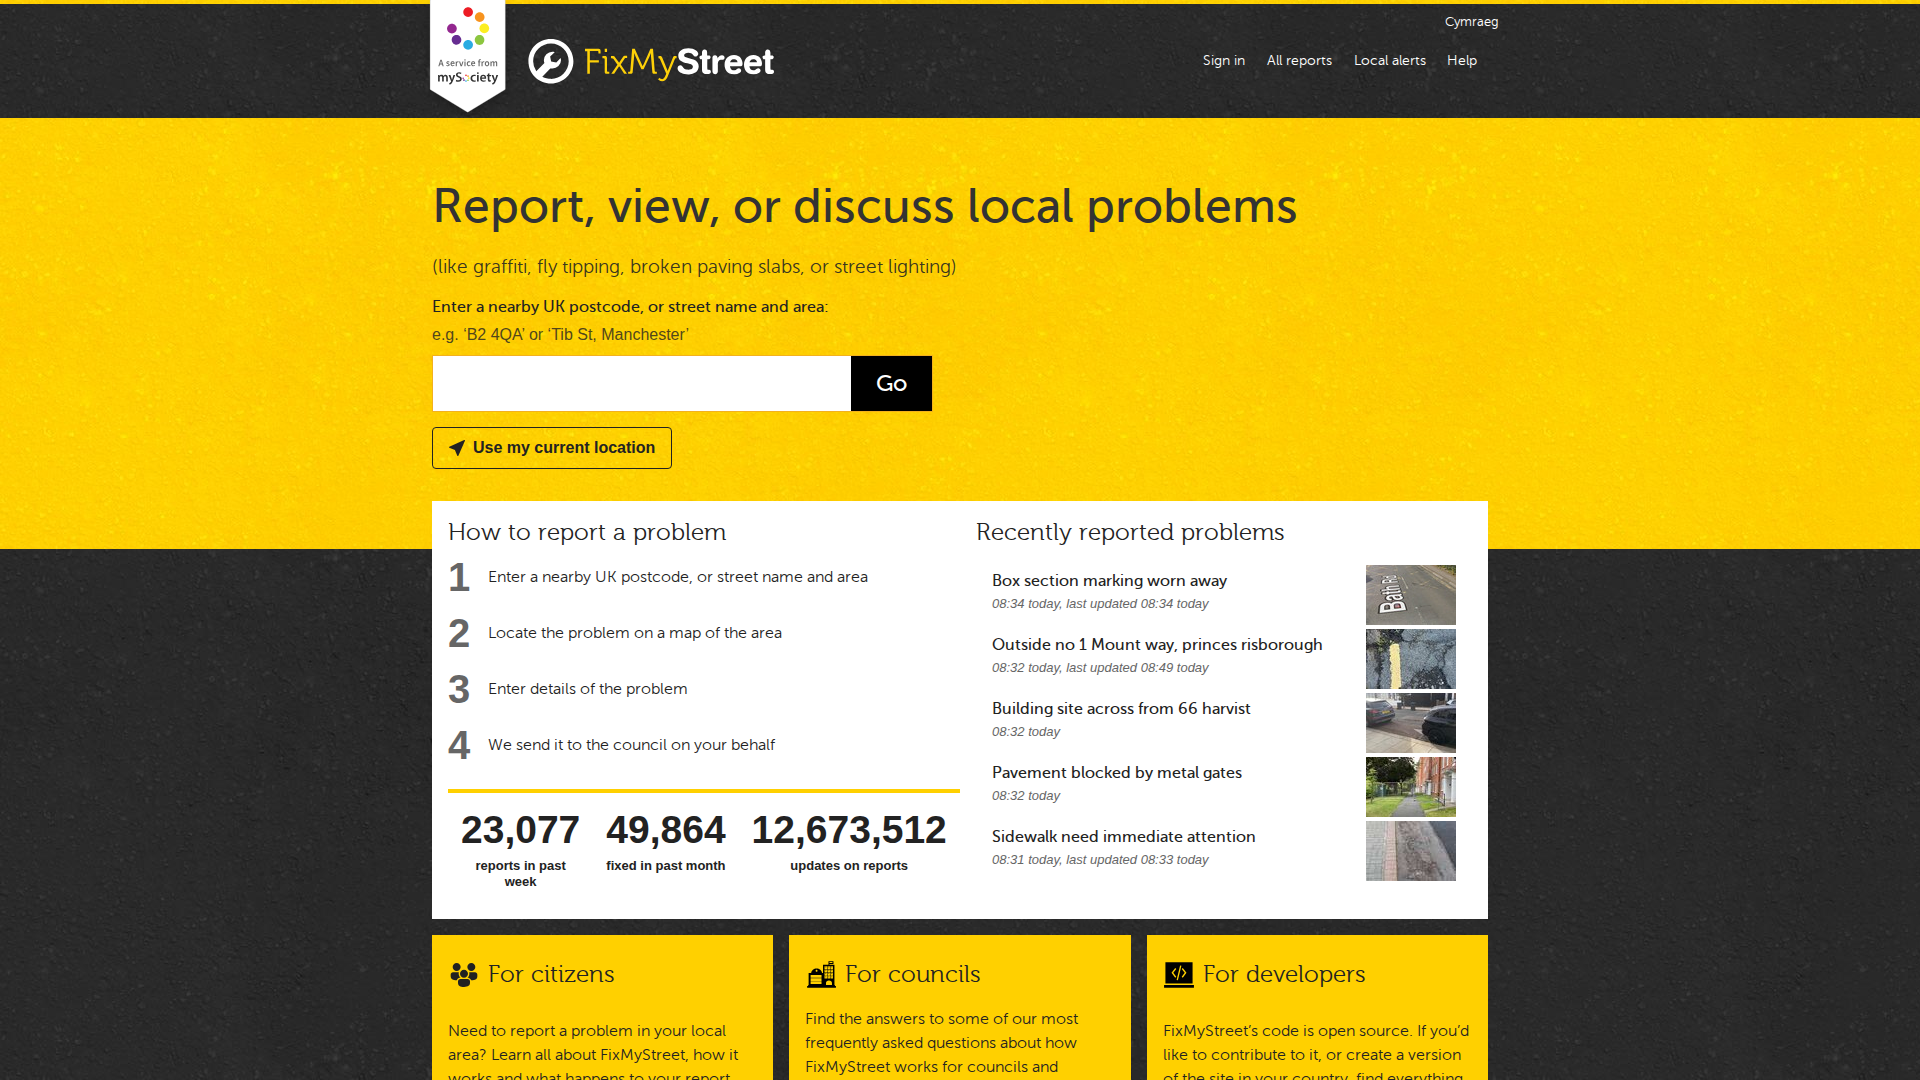 Cymraeg
A service from
mySociety
FixMyStreet
Sign in
All reports
Local alerts
Help
Report, view, or discuss local problems
(like graffiti, fly tipping, broken paving slabs, or street lighting)
Enter a nearby UK postcode, or street name and area:
e.g. ‘B2 4QA’ or ‘Tib St, Manchester’
Go
Use my current location
How to report a problem
1 Enter a nearby UK postcode, or street name and area
2 Locate the problem on a map of the area
3 Enter details of the problem
4 We send it to the council on your behalf
23,077
reports in past
week
49,864
fixed in past month
12,673,512
updates on reports
Recently reported problems
Box section marking worn away
08:34 today, last updated 08:34 today
Bath Rd
Outside no 1 Mount way, princes risborough
08:32 today, last updated 08:49 today
Building site across from 66 harvist
08:32 today
Pavement blocked by metal gates
08:32 today
Sidewalk need immediate attention
08:31 today, last updated 08:33 today
For citizens
Need to report a problem in your local
area? Learn all about FixMyStreet, how it
works and what happens to your report
For councils
Find the answers to some of our most
frequently asked questions about how
FixMyStreet works for councils and
For developers
FixMyStreet’s code is open source. If you’d
like to contribute to it, or create a version
of the site in your country, find everything